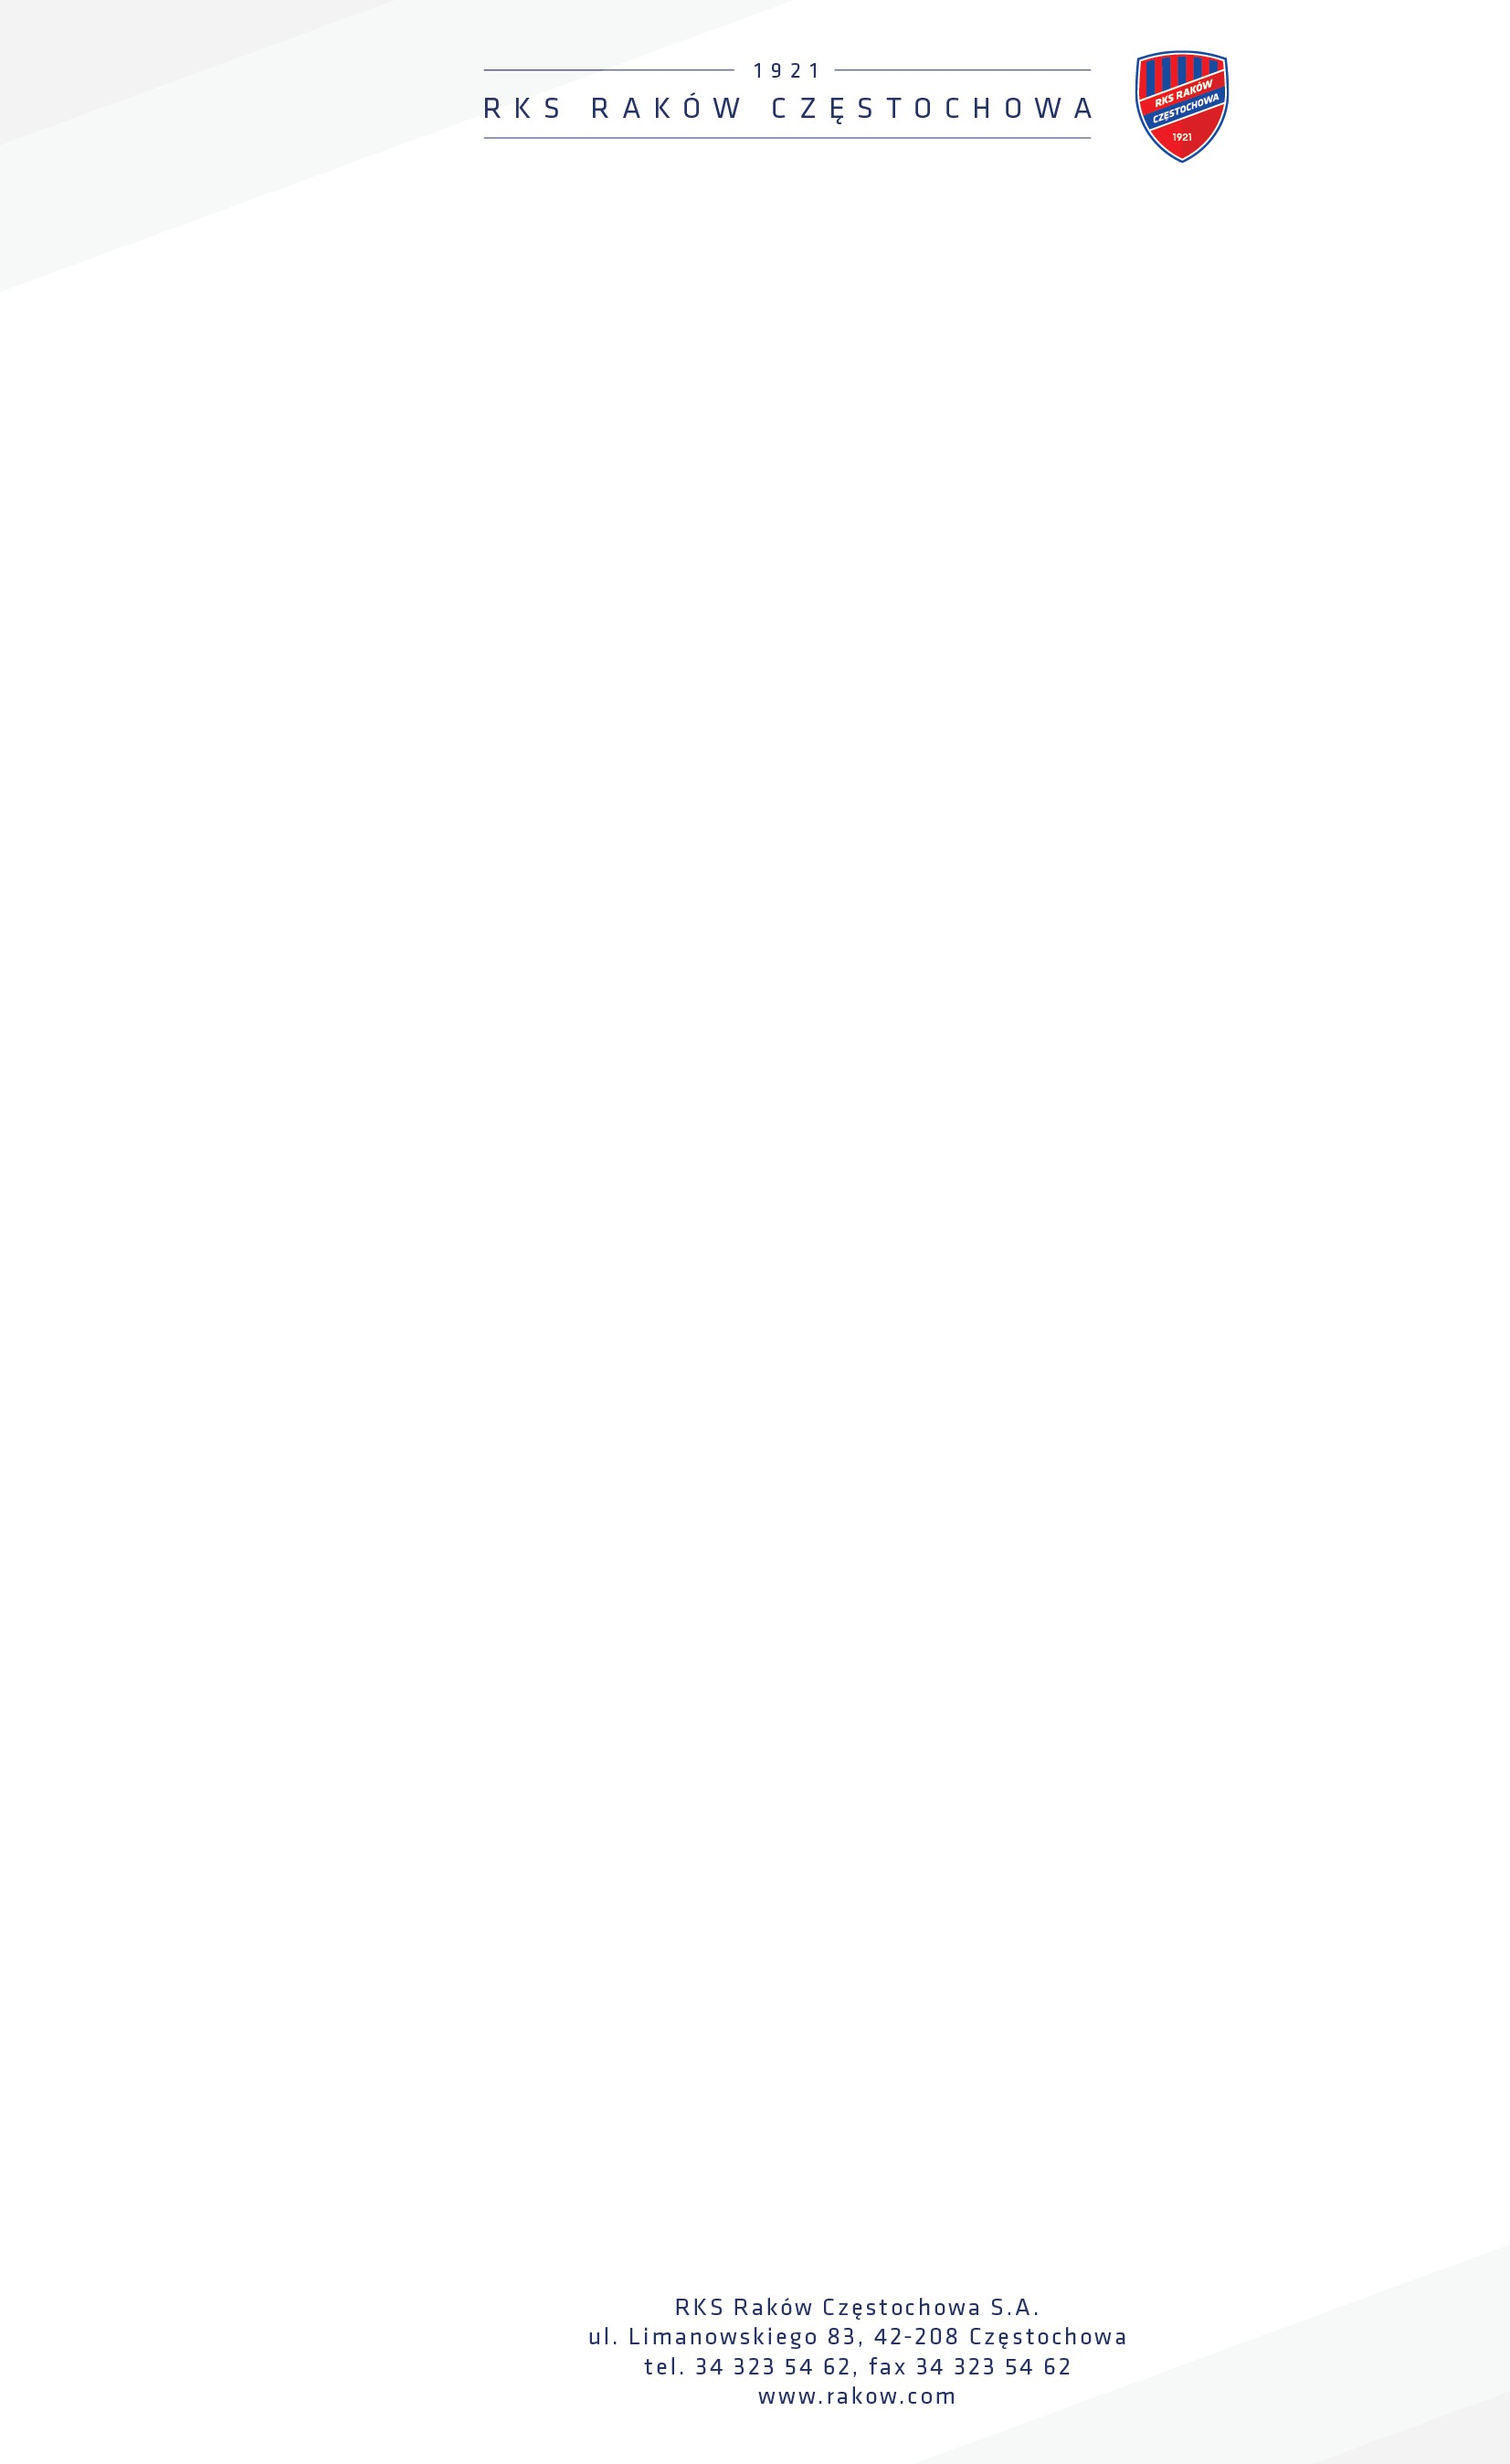 1921
RKS RAKÓW CZĘSTOCHOWA
RKS RAKÓW
CZĘSTOCHOWA
1921
RKS Raków Częstochowa S.A.
ul. Limanowskiego 83, 42-208 Częstochowa
tel. 34 323 54 62, fax 34 323 54 62
www.rakow.com